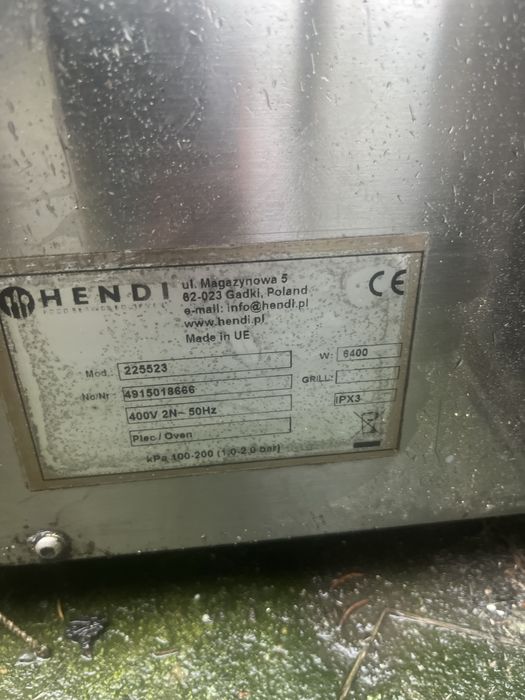 HENDI
ul. Magazynowa 5
62-023 Gadki, Poland
e-mail: info@hendi.pl
www.hendi.pl
Made in UE
CE
Mod. 225523
W: 6400
No/Nr 4915018666
GRILL:
400V 2N~ 50Hz
IPX3
Piec / Oven
kPa 100-200 (1,0-2,0 bar)